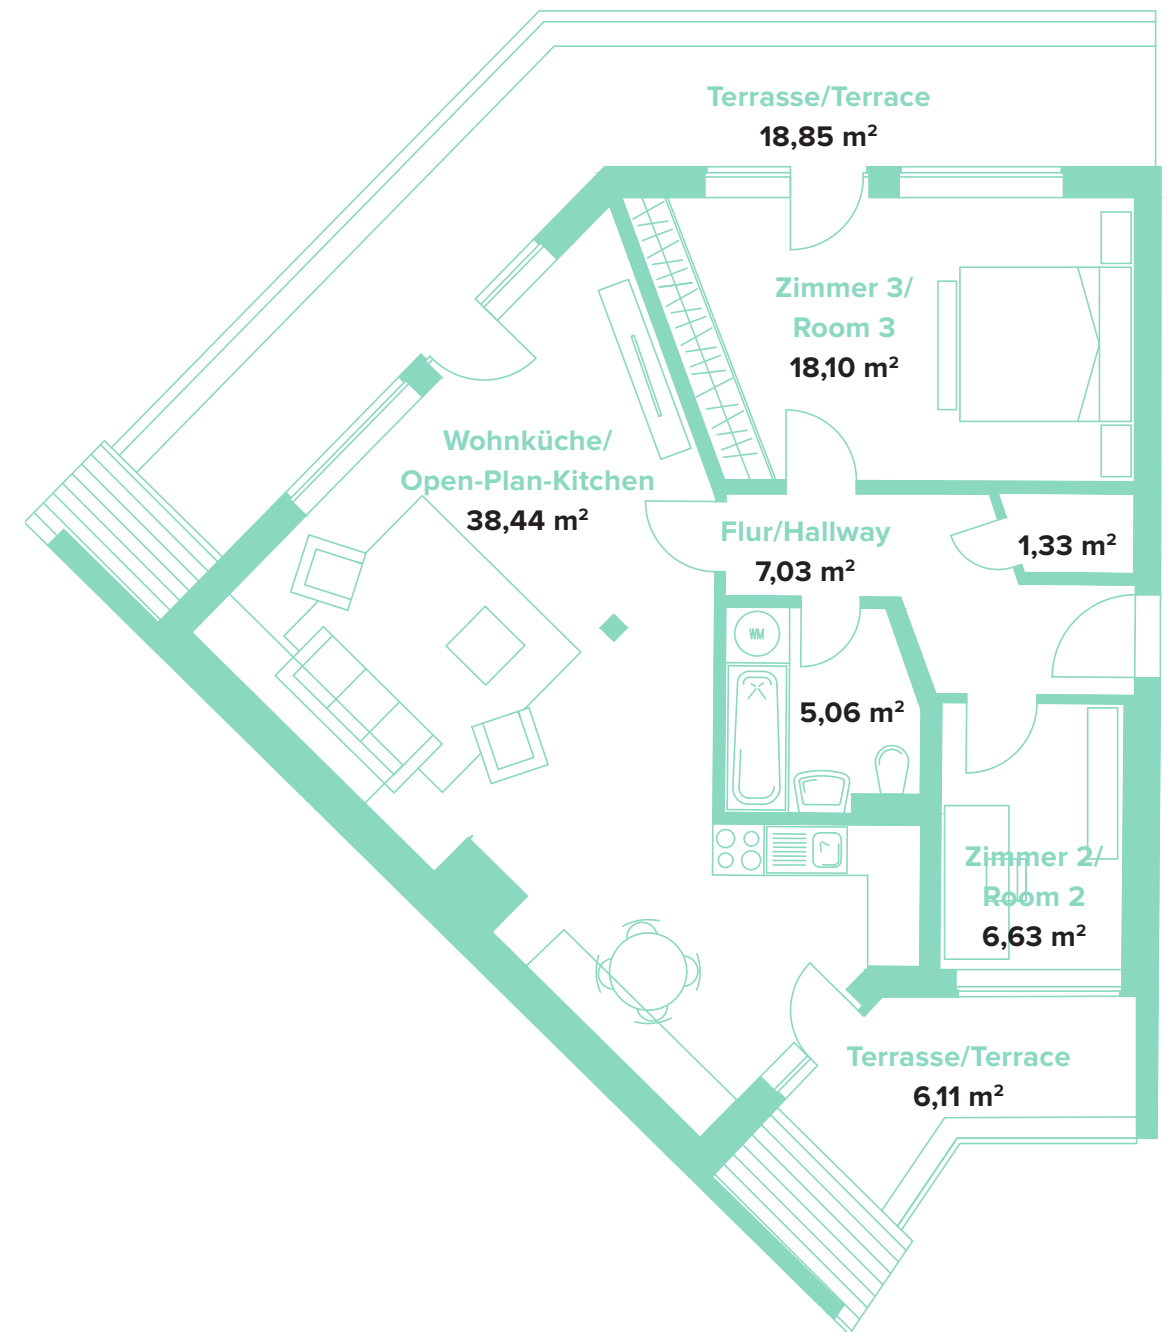 Terrasse/Terrace
18,85 m²
Zimmer 3/
Room 3
18,10 m²
Wohnküche/
Open-Plan-Kitchen
38,44 m²
Flur/Hallway
7,03 m²
1,33 m²
WM
5,06 m²
Zimmer 2/
Room 2
6,63 m²
Terrasse/Terrace
6,11 m²